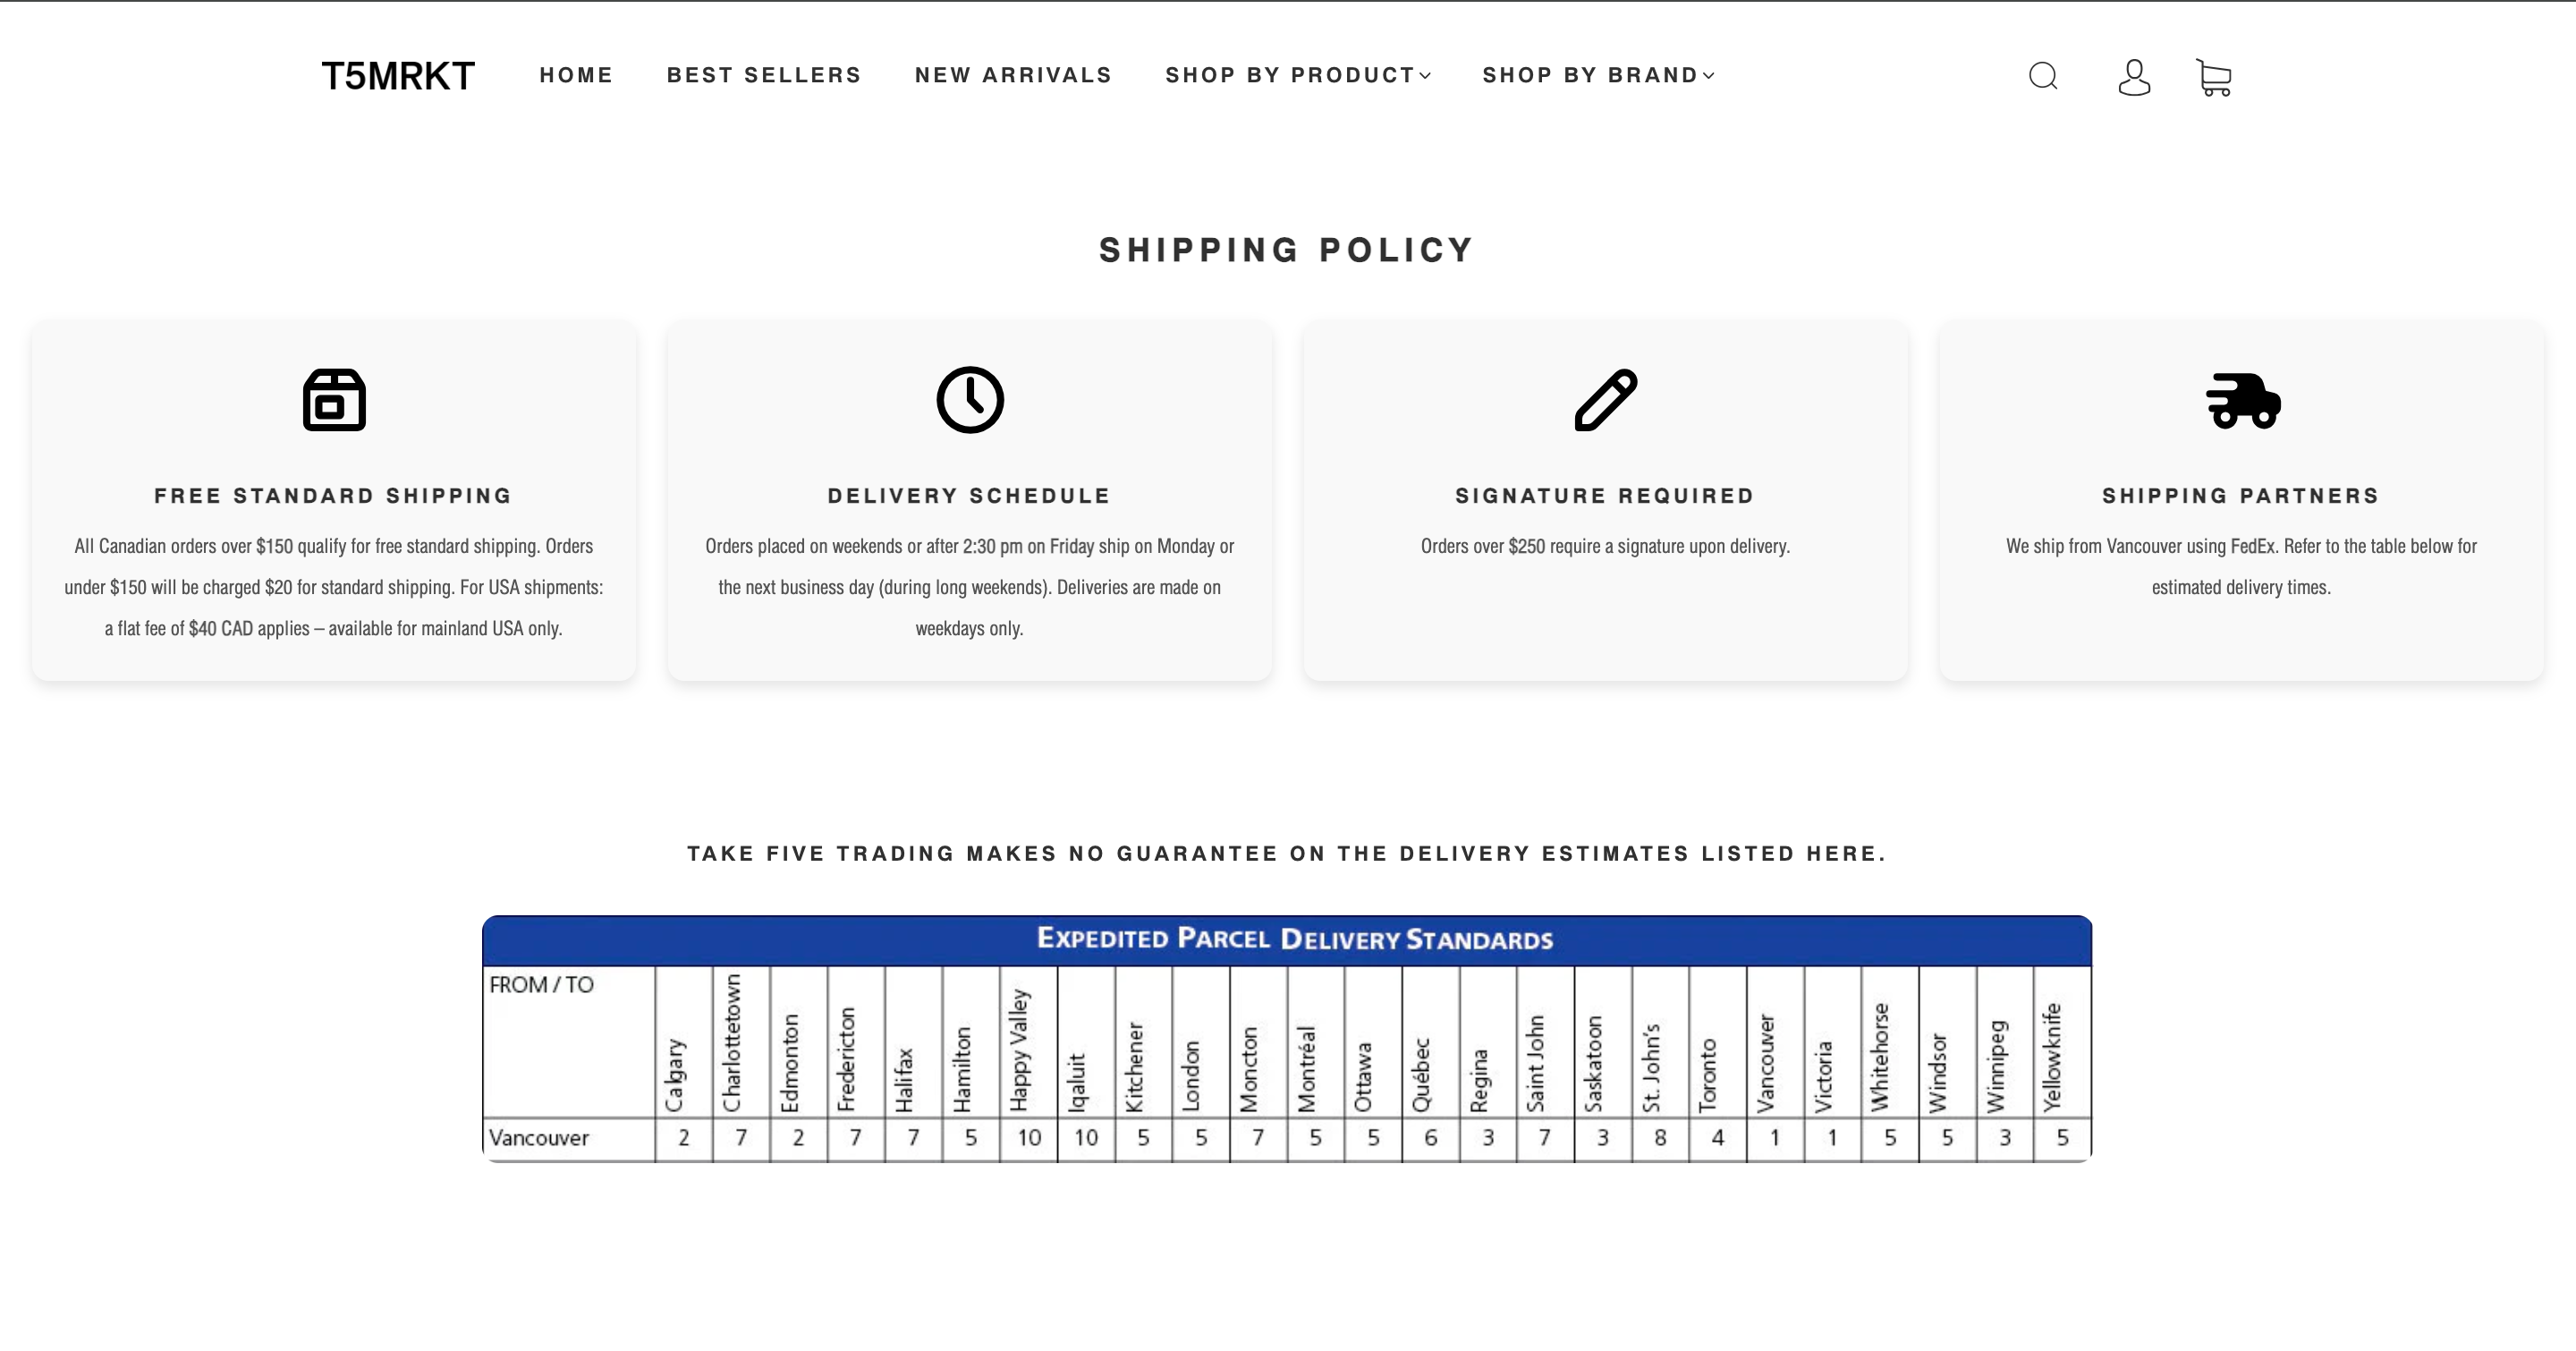 T5MRKT HOME BEST SELLERS NEW ARRIVALS SHOP BY PRODUCT SHOP BY BRAND
SHIPPING POLICY
FREE STANDARD SHIPPING
All Canadian orders over $150 qualify for free standard shipping. Orders
under $150 will be charged $20 for standard shipping. For USA shipments:
a flat fee of $40 CAD applies – available for mainland USA only.
DELIVERY SCHEDULE
Orders placed on weekends or after 2:30 pm on Friday ship on Monday or
the next business day (during long weekends). Deliveries are made on
weekdays only.
SIGNATURE REQUIRED
Orders over $250 require a signature upon delivery.
SHIPPING PARTNERS
We ship from Vancouver using FedEx. Refer to the table below for
estimated delivery times.
TAKE FIVE TRADING MAKES NO GUARANTEE ON THE DELIVERY ESTIMATES LISTED HERE.
EXPEDITED PARCEL DELIVERY STANDARDS
FROM / TO Calgary Charlottetown Edmonton Fredericton Halifax Hamilton Happy Valley Iqaluit Kitchener London Moncton Montréal Ottawa Québec Regina Saint John Saskatoon St. John's Toronto Vancouver Victoria Whitehorse Windsor Winnipeg Yellowknife
Vancouver 2 7 2 7 7 5 10 10 5 5 7 5 5 6 3 7 3 8 4 1 1 5 5 3 5